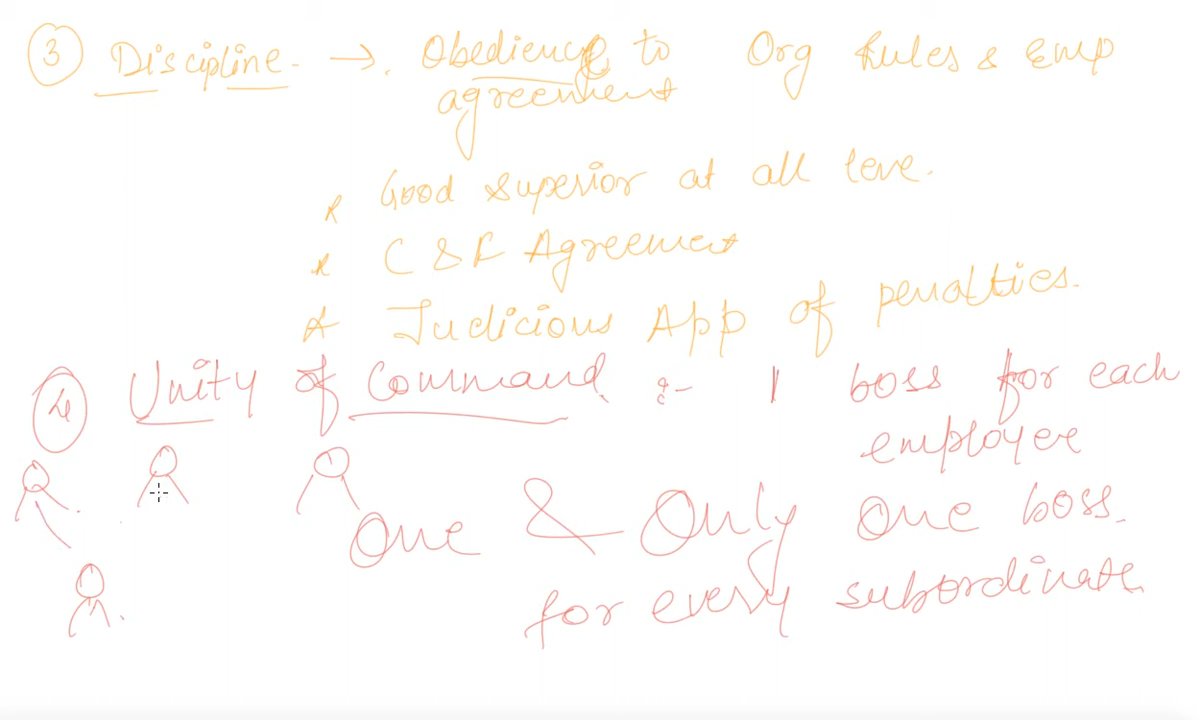 3 Discipline → Obedience to Org Rules & Emp
agreement
* Good Superior at all leve.
* C & F Agreement
* Judicious App of penalties.
4 Unity of Command :- 1 boss for each
employee
One & Only One boss
for every subordinate